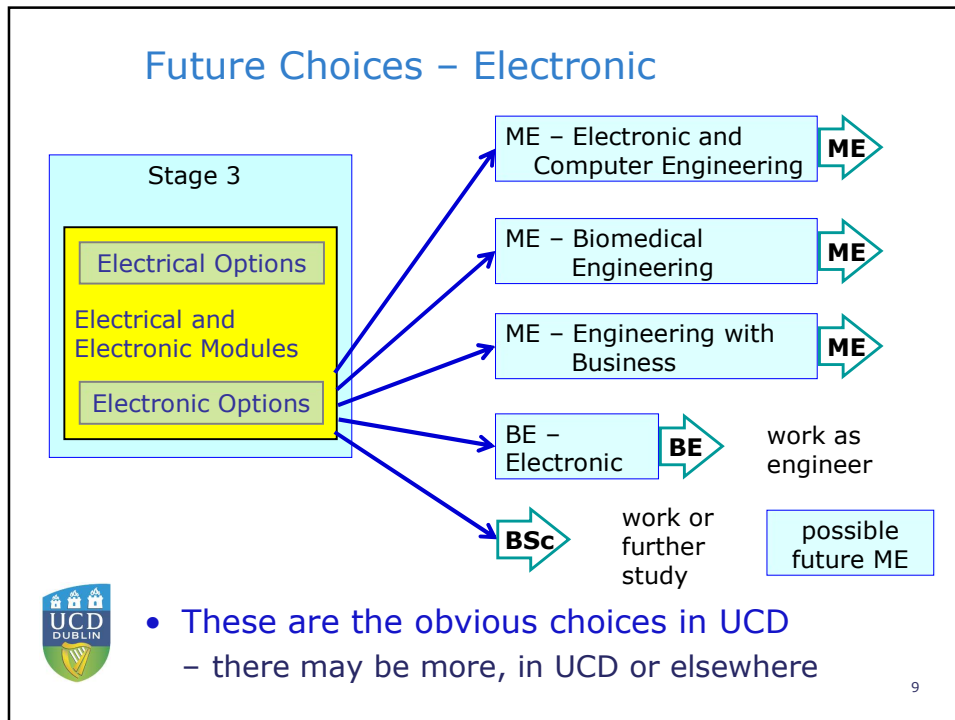 Future Choices – Electronic
Stage 3
Electrical Options
Electrical and
Electronic Modules
Electronic Options
ME – Electronic and
Computer Engineering
ME
ME – Biomedical
Engineering
ME
ME – Engineering with
Business
ME
BE –
Electronic
BE
work as
engineer
BSc
work or
further
study
possible
future ME
UCD
DUBLIN
• These are the obvious choices in UCD
– there may be more, in UCD or elsewhere
9